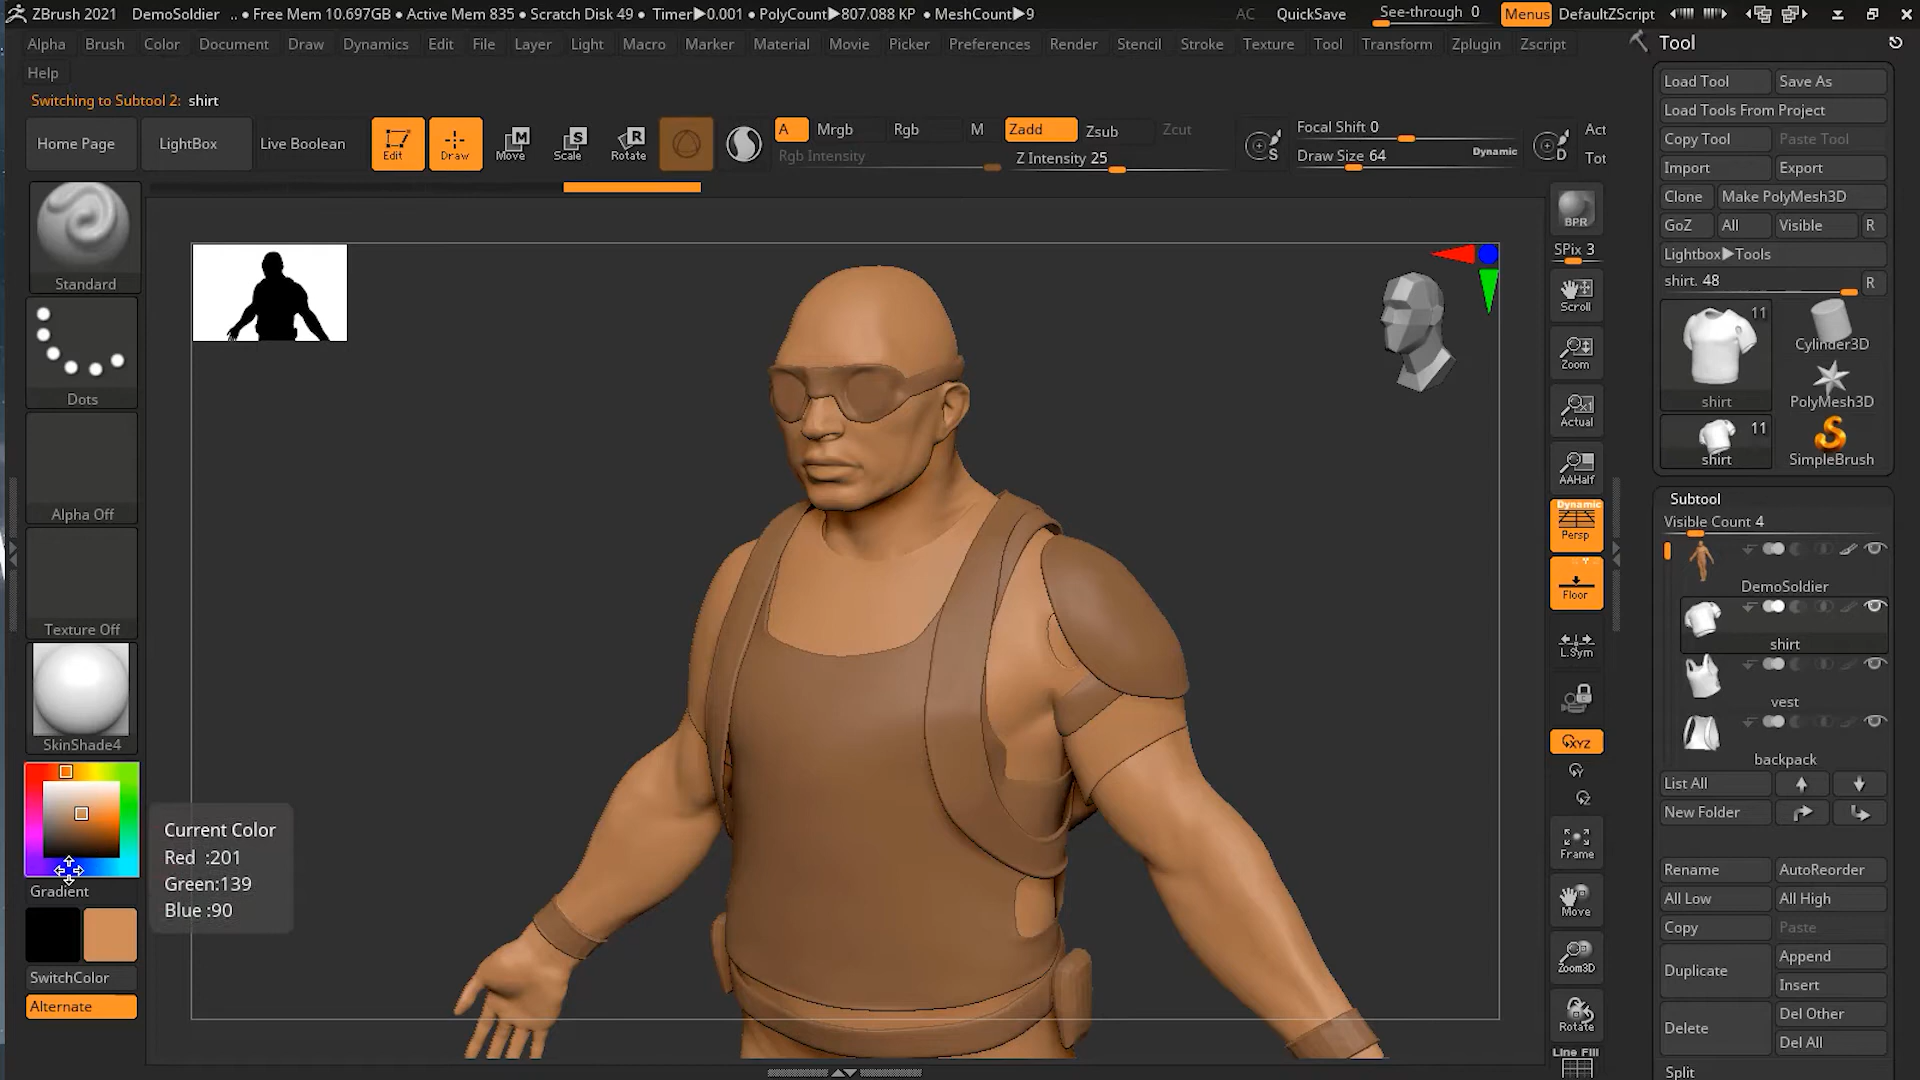 ZBrush 2021 DemoSoldier .. • Free Mem 10.697GB • Active Mem 835 • Scratch Disk 49 • Timer▶0.001 • PolyCount▶807.088 KP • MeshCount▶9 AC QuickSave See-through 0 Menus DefaultZScript
Alpha Brush Color Document Draw Dynamics Edit File Layer Light Macro Marker Material Movie Picker Preferences Render Stencil Stroke Texture Tool Transform Zplugin Zscript
Help
Switching to Subtool 2: shirt
Home Page LightBox Live Boolean Edit Draw Move Scale Rotate
M S R
A Mrgb Rgb M Zadd Zsub Zcut
Rgb Intensity Z Intensity 25
S Focal Shift 0
Draw Size 64 Dynamic D
Act
Tot
Standard
Dots
Alpha Off
Texture Off
SkinShade4
Gradient
SwitchColor
Alternate
Current Color
Red :201
Green:139
Blue :90
BPR
SPix 3
Scroll
Zoom
Actual
AAHalf
Dynamic
Persp
Floor
L.Sym
XYZ
Y
Z
Frame
Move
Zoom3D
Rotate
Line Fill
Tool
Load Tool Save As
Load Tools From Project
Copy Tool Paste Tool
Import Export
Clone Make PolyMesh3D
GoZ All Visible R
Lightbox▶Tools
shirt. 48 R
11
shirt
Cylinder3D
PolyMesh3D
11
shirt
SimpleBrush
Subtool
Visible Count 4
DemoSoldier
shirt
vest
backpack
List All
New Folder
Rename AutoReorder
All Low All High
Copy Paste
Duplicate Append
Insert
Delete Del Other
Del All
Split